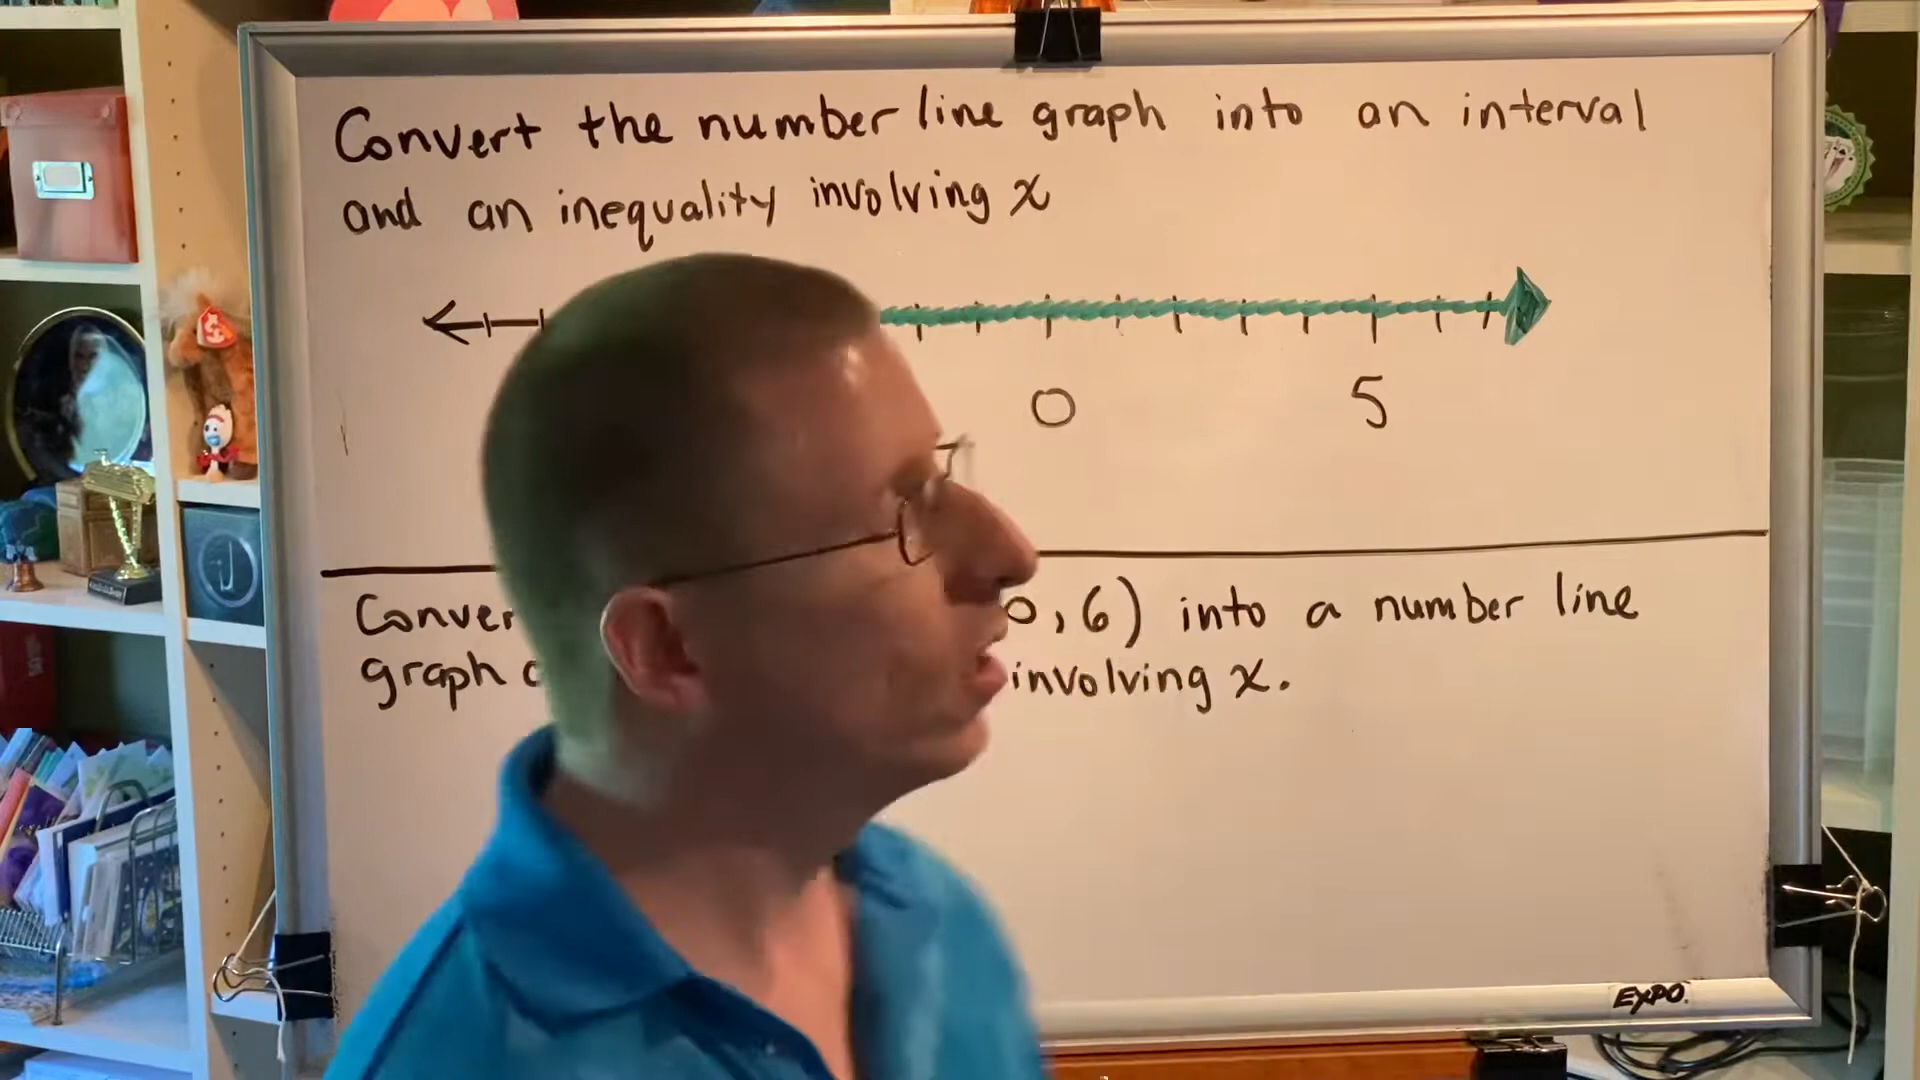 Convert the number line graph into an interval
and an inequality involving x
0 5
0,6) into a number line
graph involving x.
EXPO
J